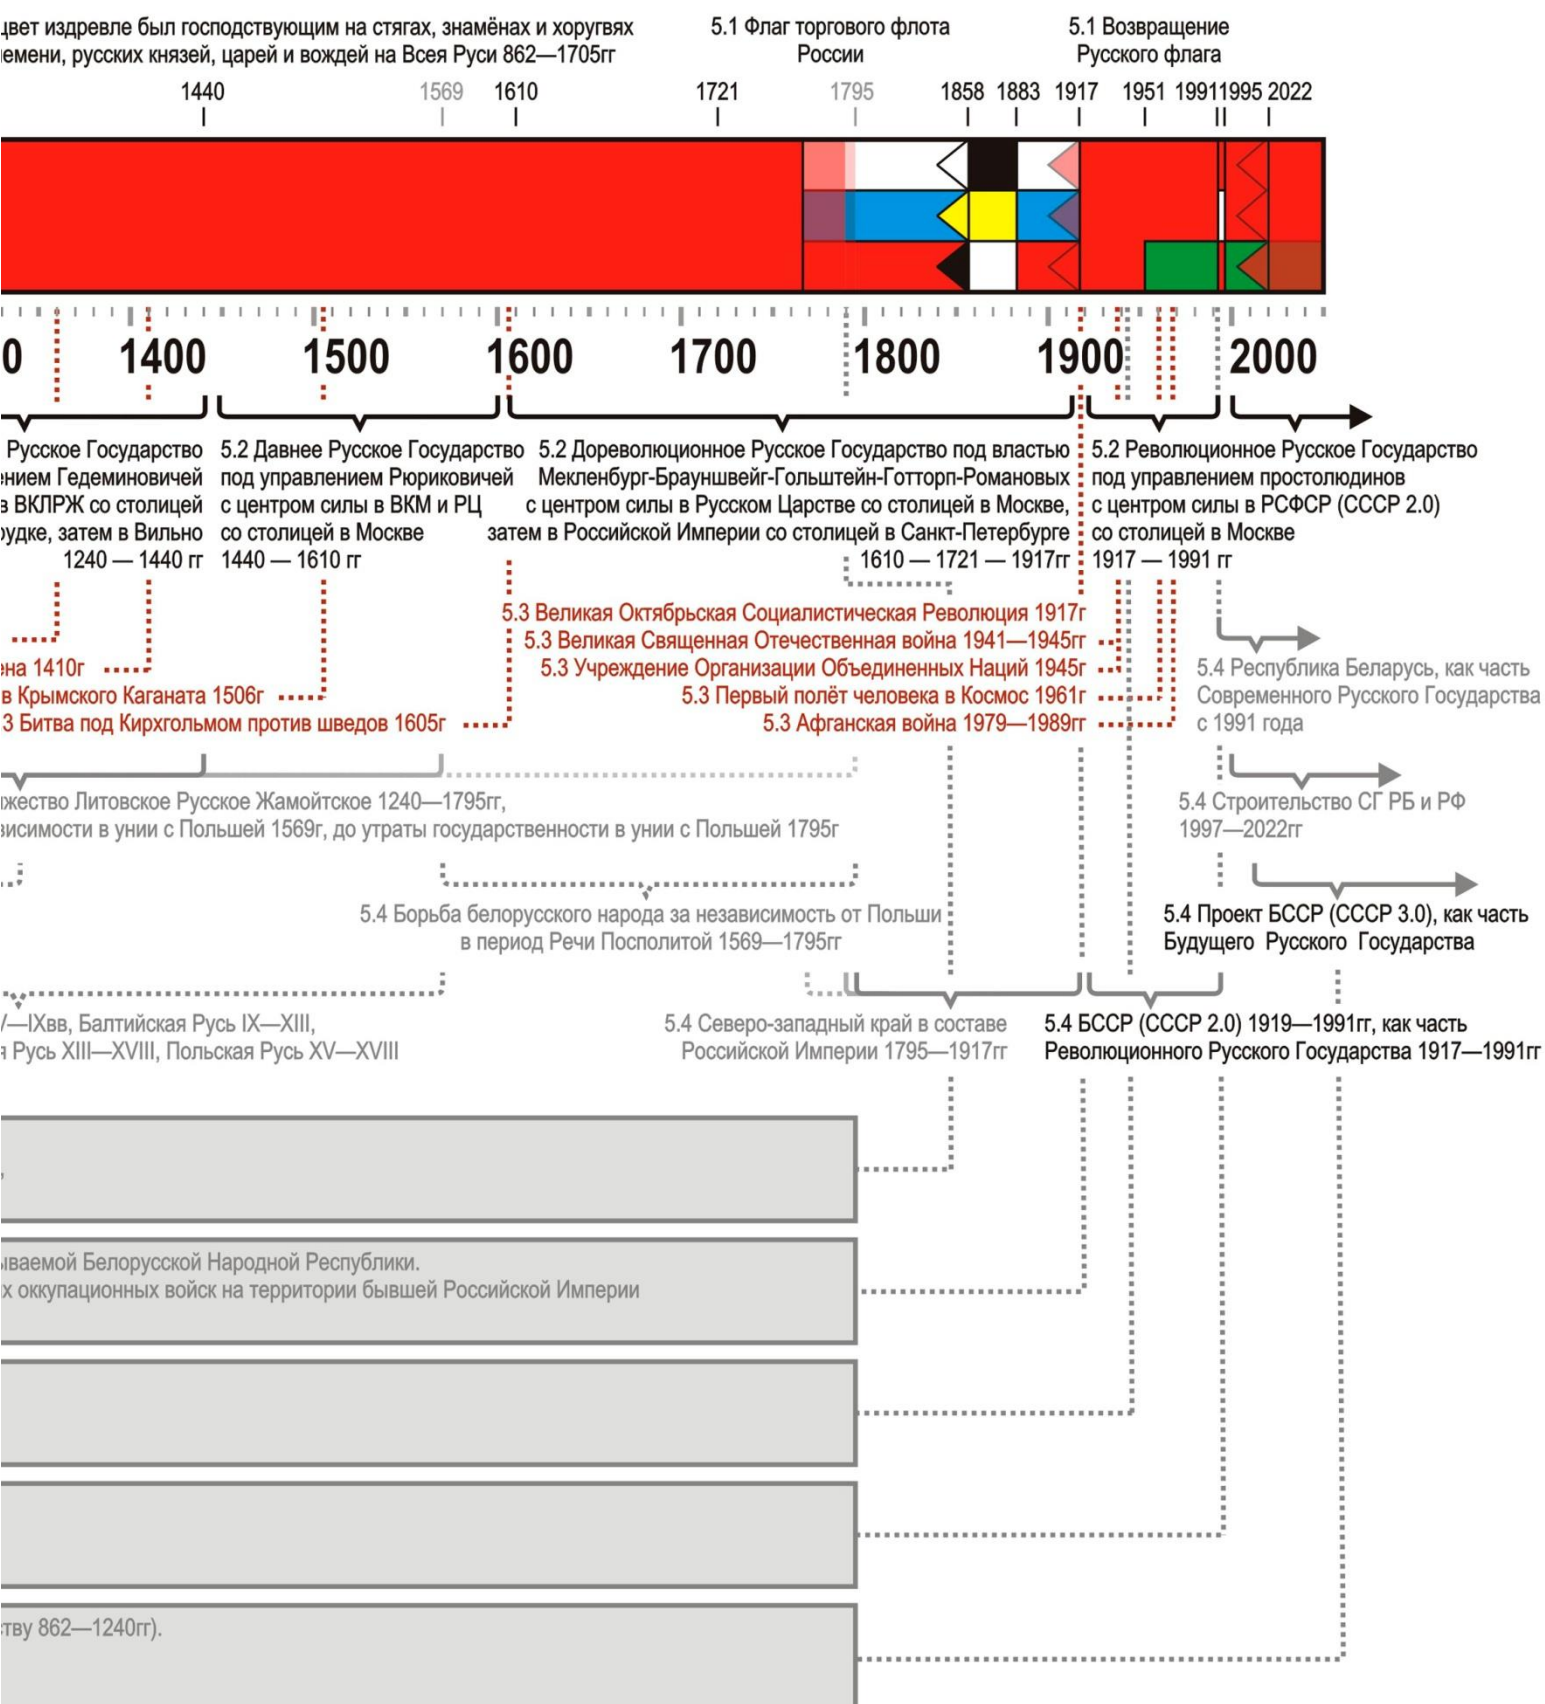 цвет издревле был господствующим на стягах, знамёнах и хоругвях
емени, русских князей, царей и вождей на Всея Руси 862—1705гг
5.1 Флаг торгового флота
России
5.1 Возвращение
Русского флага
1440
1569
1610
1721
1795
1858
1883
1917
1951
1991
1995
2022
0
1400
1500
1600
1700
1800
1900
2000
Русское Государство
ением Гедеминовичей
в ВКЛРЖ со столицей
рудке, затем в Вильно
1240 — 1440 гг
5.2 Давнее Русское Государство
под управлением Рюриковичей
с центром силы в ВКМ и РЦ
со столицей в Москве
1440 — 1610 гг
5.2 Дореволюционное Русское Государство под властью
Мекленбург-Брауншвейг-Гольштейн-Готторп-Романовых
с центром силы в Русском Царстве со столицей в Москве,
затем в Российской Империи со столицей в Санкт-Петербурге
1610 — 1721 — 1917гг
5.2 Революционное Русское Государство
под управлением простолюдинов
с центром силы в РСФСР (СССР 2.0)
со столицей в Москве
1917 — 1991 гг
5.3 Великая Октябрьская Социалистическая Революция 1917г
5.3 Великая Священная Отечественная война 1941—1945гг
5.3 Учреждение Организации Объединенных Наций 1945г
5.3 Первый полёт человека в Космос 1961г
5.3 Афганская война 1979—1989гг
ена 1410г
в Крымского Каганата 1506г
3 Битва под Кирхгольмом против шведов 1605г
5.4 Республика Беларусь, как часть
Современного Русского Государства
с 1991 года
жество Литовское Русское Жамойтское 1240—1795гг,
висимости в унии с Польшей 1569г, до утраты государственности в унии с Польшей 1795г
5.4 Строительство СГ РБ и РФ
1997—2022гг
5.4 Борьба белорусского народа за независимость от Польши
в период Речи Посполитой 1569—1795гг
5.4 Проект БССР (СССР 3.0), как часть
Будущего Русского Государства
V—IXвв, Балтийская Русь IX—XIII,
я Русь XIII—XVIII, Польская Русь XV—XVIII
5.4 Северо-западный край в составе
Российской Империи 1795—1917гг
5.4 БССР (СССР 2.0) 1919—1991гг, как часть
Революционного Русского Государства 1917—1991гг
,
ываемой Белорусской Народной Республики.
х оккупационных войск на территории бывшей Российской Империи
тву 862—1240гг).